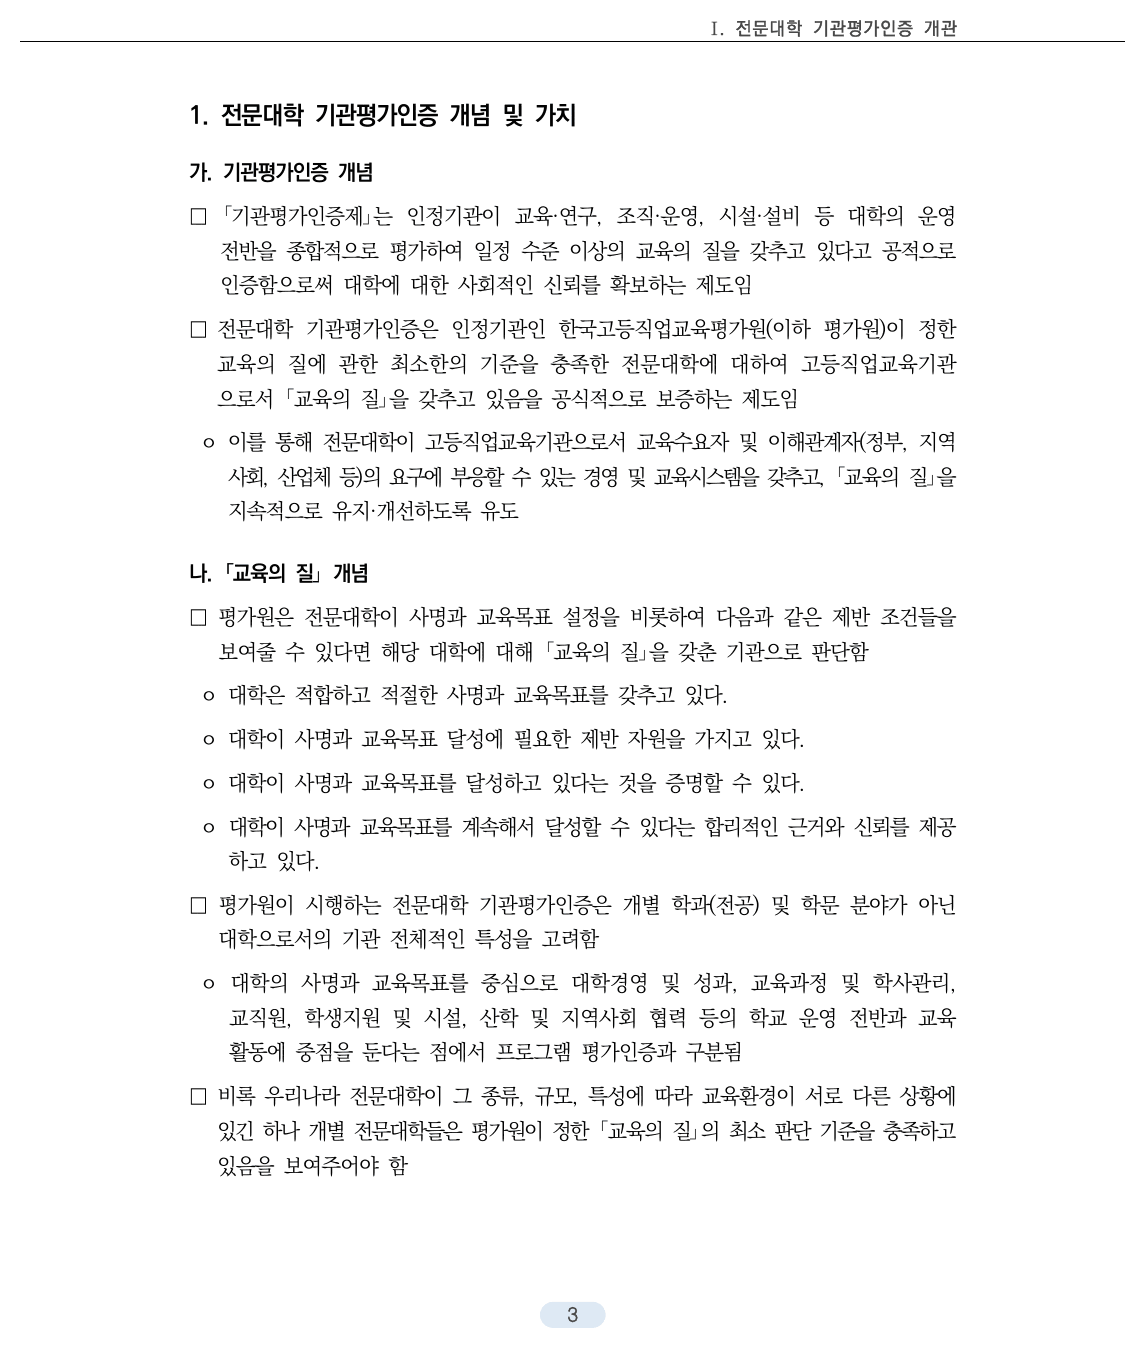 Ⅰ. 전문대학 기관평가인증 개관
1. 전문대학 기관평가인증 개념 및 가치
가. 기관평가인증 개념
□ 「기관평가인증제」는 인정기관이 교육·연구, 조직·운영, 시설·설비 등 대학의 운영
전반을 종합적으로 평가하여 일정 수준 이상의 교육의 질을 갖추고 있다고 공적으로
인증함으로써 대학에 대한 사회적인 신뢰를 확보하는 제도임
□ 전문대학 기관평가인증은 인정기관인 한국고등직업교육평가원(이하 평가원)이 정한
교육의 질에 관한 최소한의 기준을 충족한 전문대학에 대하여 고등직업교육기관
으로서 「교육의 질」을 갖추고 있음을 공식적으로 보증하는 제도임
ㅇ 이를 통해 전문대학이 고등직업교육기관으로서 교육수요자 및 이해관계자(정부, 지역
사회, 산업체 등)의 요구에 부응할 수 있는 경영 및 교육시스템을 갖추고, 「교육의 질」을
지속적으로 유지·개선하도록 유도
나. 「교육의 질」 개념
□ 평가원은 전문대학이 사명과 교육목표 설정을 비롯하여 다음과 같은 제반 조건들을
보여줄 수 있다면 해당 대학에 대해 「교육의 질」을 갖춘 기관으로 판단함
ㅇ 대학은 적합하고 적절한 사명과 교육목표를 갖추고 있다.
ㅇ 대학이 사명과 교육목표 달성에 필요한 제반 자원을 가지고 있다.
ㅇ 대학이 사명과 교육목표를 달성하고 있다는 것을 증명할 수 있다.
ㅇ 대학이 사명과 교육목표를 계속해서 달성할 수 있다는 합리적인 근거와 신뢰를 제공
하고 있다.
□ 평가원이 시행하는 전문대학 기관평가인증은 개별 학과(전공) 및 학문 분야가 아닌
대학으로서의 기관 전체적인 특성을 고려함
ㅇ 대학의 사명과 교육목표를 중심으로 대학경영 및 성과, 교육과정 및 학사관리,
교직원, 학생지원 및 시설, 산학 및 지역사회 협력 등의 학교 운영 전반과 교육
활동에 중점을 둔다는 점에서 프로그램 평가인증과 구분됨
□ 비록 우리나라 전문대학이 그 종류, 규모, 특성에 따라 교육환경이 서로 다른 상황에
있긴 하나 개별 전문대학들은 평가원이 정한 「교육의 질」의 최소 판단 기준을 충족하고
있음을 보여주어야 함
3